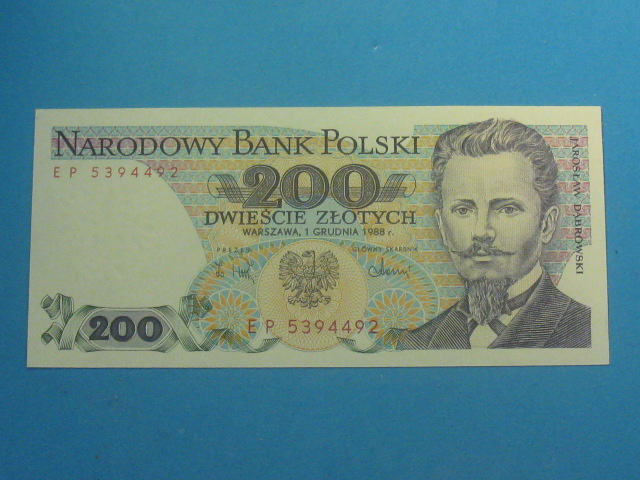 NARODOWY BANK POLSKI
EP 5394492
200
DWIEŚCIE ZŁOTYCH
WARSZAWA, 1 GRUDNIA 1988 r.
PREZES
GŁÓWNY SKARBNIK
EP 5394492
200
JAROSŁAW DĄBROWSKI